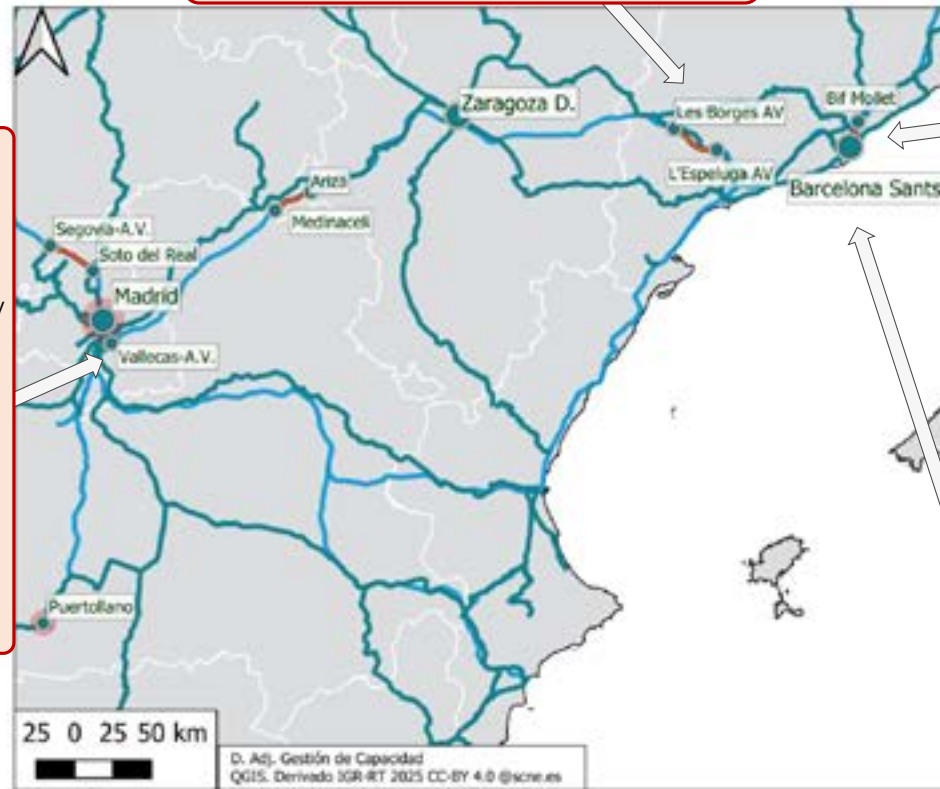 Zaragoza D.
Les Borges AV
Bif Mollet
L'Espeluga AV
Barcelona Sants
Ariza
Medinaceli
Segovia-A.V.
Soto del Real
Madrid
Vallecas-A.V.
Puertollano
25 0 25 50 km
D. Adj. Gestión de Capacidad
QGIS. Derivado IGR-RT 2025 CC-BY 4.0 @scne.es